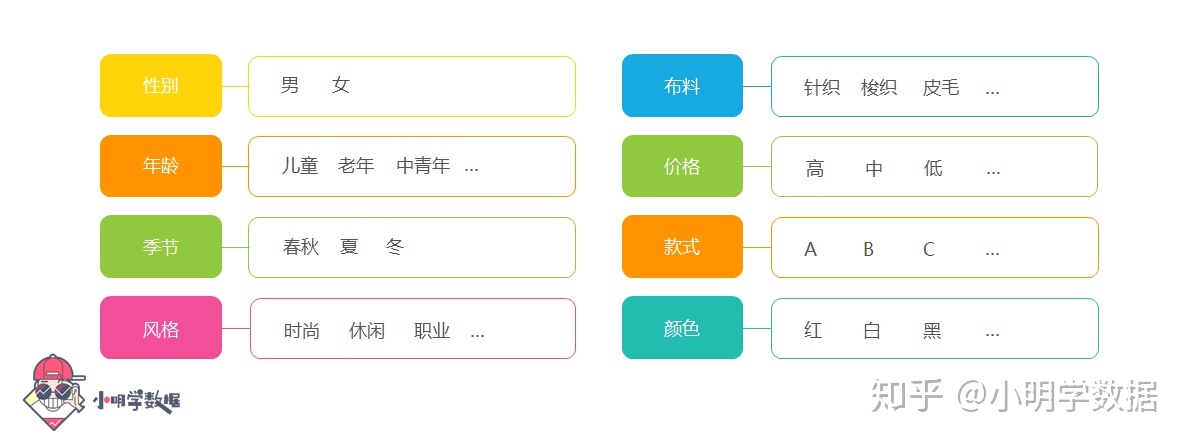 性别 男 女
年龄 儿童 老年 中青年 ...
季节 春秋 夏 冬
风格 时尚 休闲 职业 ...
布料 针织 梭织 皮毛 ...
价格 高 中 低 ...
款式 A B C ...
颜色 红 白 黑 ...
小明学数据
知乎 @小明学数据